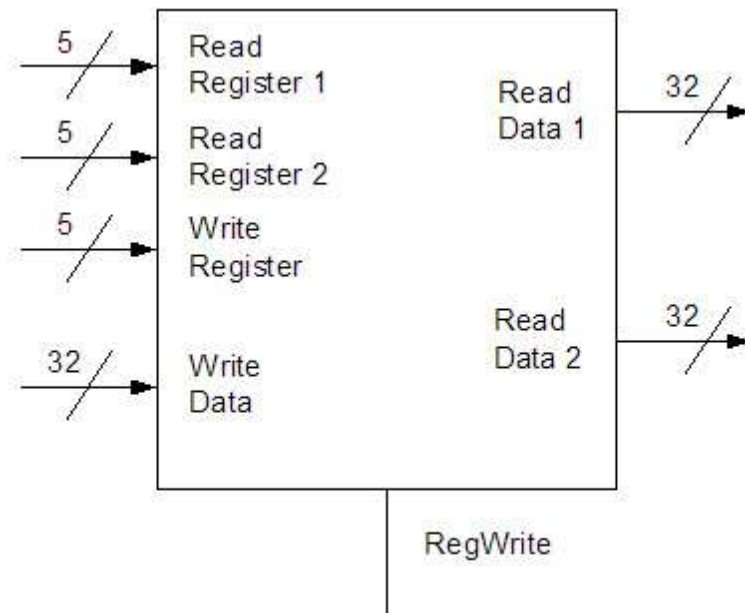 5
Read
Register 1
5
Read
Register 2
5
Write
Register
32
Write
Data
Read
Data 1
32
Read
Data 2
32
RegWrite